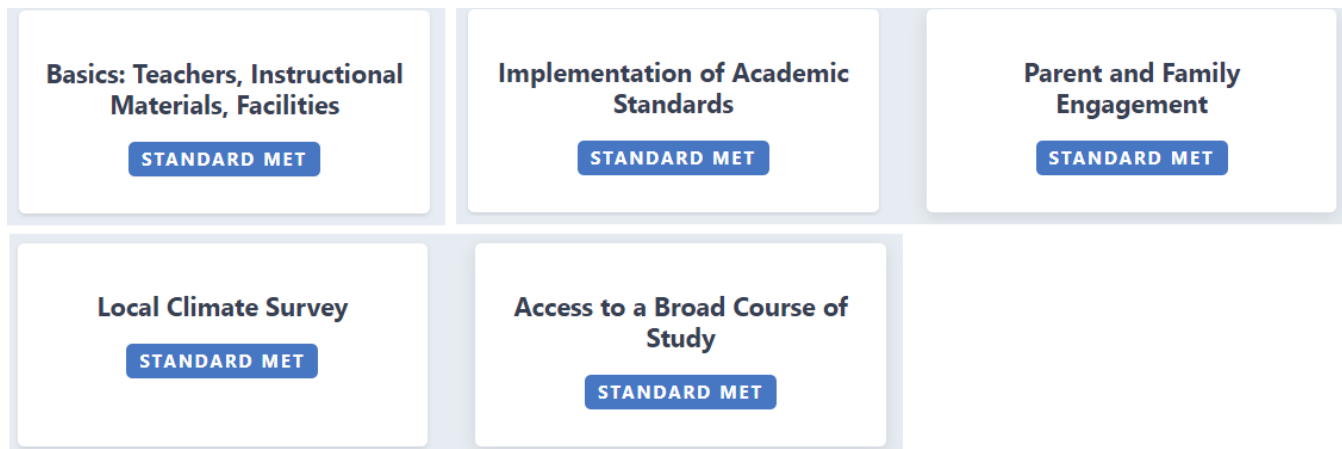 Basics: Teachers, Instructional
Materials, Facilities
STANDARD MET
Implementation of Academic
Standards
STANDARD MET
Parent and Family
Engagement
STANDARD MET
Local Climate Survey
STANDARD MET
Access to a Broad Course of
Study
STANDARD MET